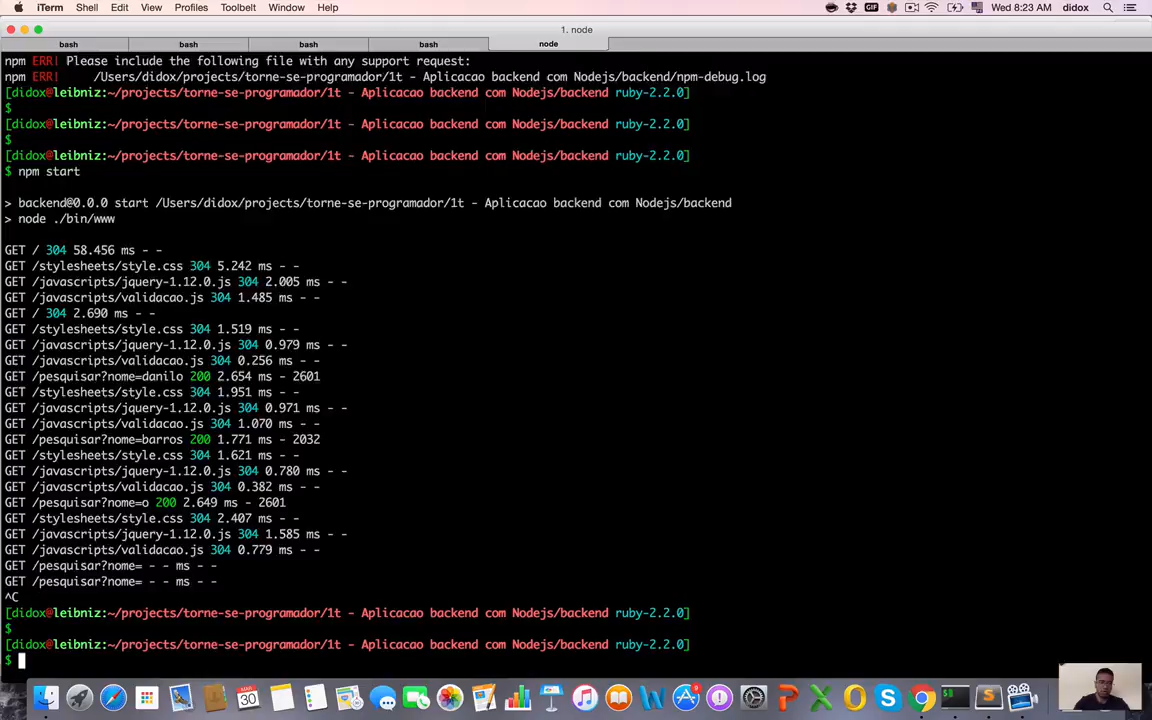 iTerm Shell Edit View Profiles Toolbelt Window Help GIF Wed 8:23 AM didox
1. node
bash bash bash bash node
npm ERR! Please include the following file with any support request:
npm ERR!     /Users/didox/projects/torne-se-programador/1t - Aplicacao backend com Nodejs/backend/npm-debug.log
[didox@leibniz:~/projects/torne-se-programador/1t - Aplicacao backend com Nodejs/backend ruby-2.2.0]
$
[didox@leibniz:~/projects/torne-se-programador/1t - Aplicacao backend com Nodejs/backend ruby-2.2.0]
$
[didox@leibniz:~/projects/torne-se-programador/1t - Aplicacao backend com Nodejs/backend ruby-2.2.0]
$ npm start
> backend@0.0.0 start /Users/didox/projects/torne-se-programador/1t - Aplicacao backend com Nodejs/backend
> node ./bin/www
GET / 304 58.456 ms - -
GET /stylesheets/style.css 304 5.242 ms - -
GET /javascripts/jquery-1.12.0.js 304 2.005 ms - -
GET /javascripts/validacao.js 304 1.485 ms - -
GET / 304 2.690 ms - -
GET /stylesheets/style.css 304 1.519 ms - -
GET /javascripts/jquery-1.12.0.js 304 0.979 ms - -
GET /javascripts/validacao.js 304 0.256 ms - -
GET /pesquisar?nome=danilo 200 2.654 ms - 2601
GET /stylesheets/style.css 304 1.951 ms - -
GET /javascripts/jquery-1.12.0.js 304 0.971 ms - -
GET /javascripts/validacao.js 304 1.070 ms - -
GET /pesquisar?nome=barros 200 1.771 ms - 2032
GET /stylesheets/style.css 304 1.621 ms - -
GET /javascripts/jquery-1.12.0.js 304 0.780 ms - -
GET /javascripts/validacao.js 304 0.382 ms - -
GET /pesquisar?nome=o 200 2.649 ms - 2601
GET /stylesheets/style.css 304 2.407 ms - -
GET /javascripts/jquery-1.12.0.js 304 1.585 ms - -
GET /javascripts/validacao.js 304 0.779 ms - -
GET /pesquisar?nome= - - ms - -
GET /pesquisar?nome= - - ms - -
^C
[didox@leibniz:~/projects/torne-se-programador/1t - Aplicacao backend com Nodejs/backend ruby-2.2.0]
$
[didox@leibniz:~/projects/torne-se-programador/1t - Aplicacao backend com Nodejs/backend ruby-2.2.0]
$